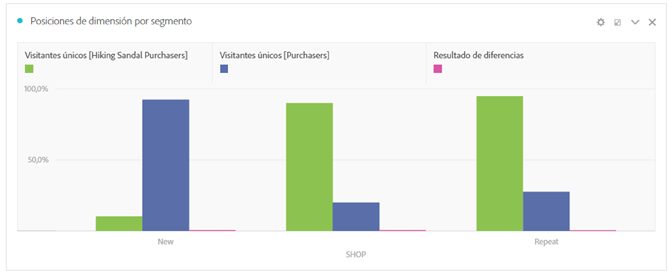 Posiciones de dimensión por segmento
Visitantes únicos [Hiking Sandal Purchasers]
Visitantes únicos [Purchasers]
Resultado de diferencias
100,0%
50,0%
New
Repeat
SHOP